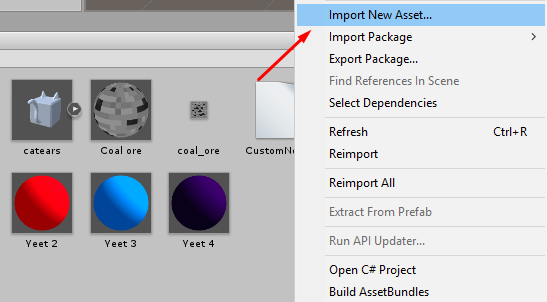 Import New Asset...
Import Package
Export Package...
Find References In Scene
Select Dependencies
Refresh Ctrl+R
Reimport
Reimport All
Extract From Prefab
Run API Updater...
Open C# Project
Build AssetBundles
catears
Coal ore
coal_ore
Yeet 2
Yeet 3
Yeet 4